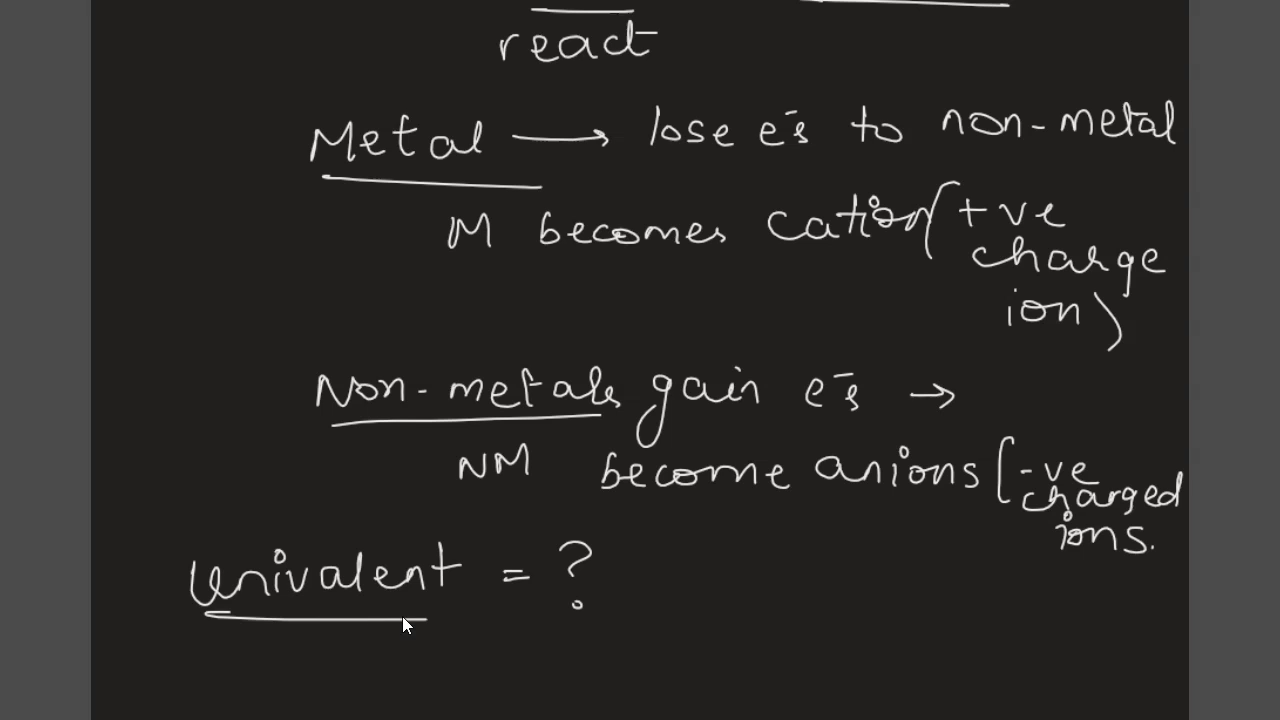 react
Metal → lose e⁻s to non-metal
M becomes cation (+ve
charge
ion)
Non-metals gain e⁻s →
NM become anions (-ve
charged
ions.
Univalent = ?